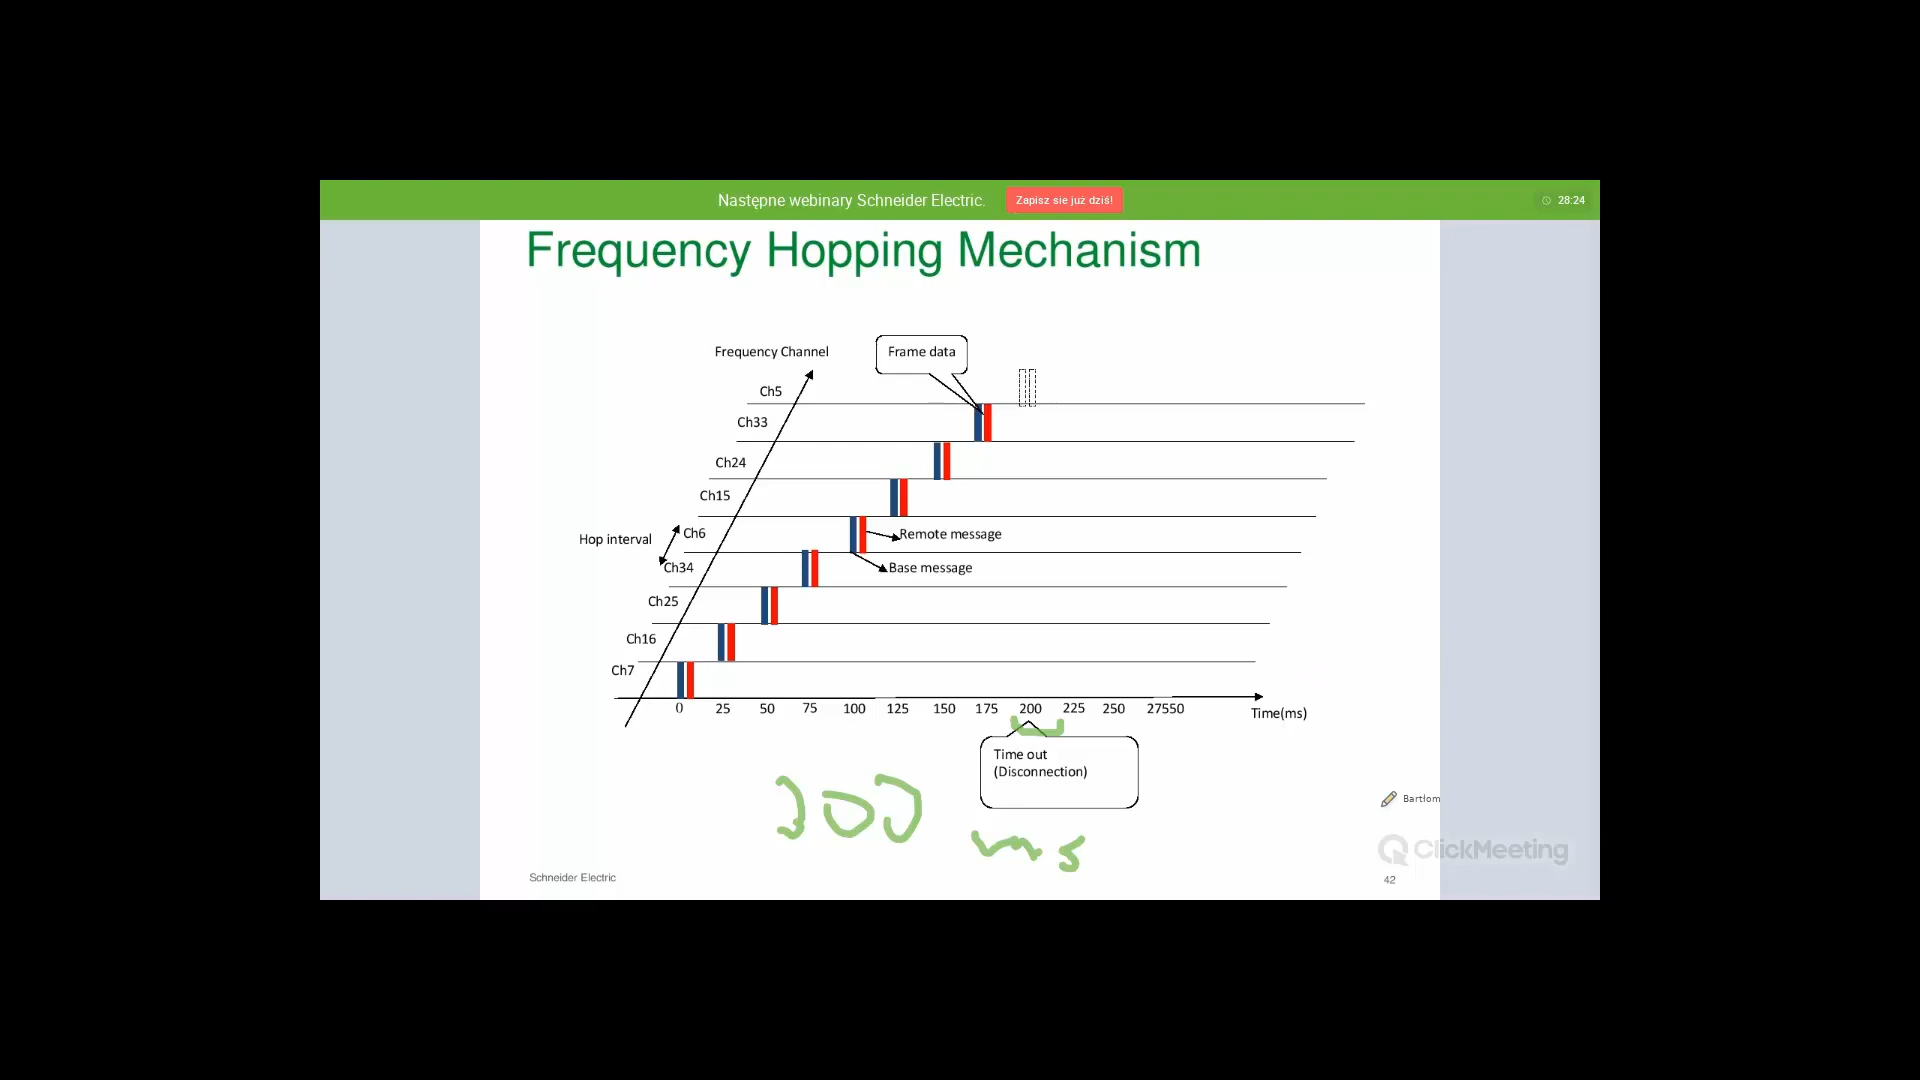 Następne webinary Schneider Electric.
Zapisz sie już dziś!
28:24
Frequency Hopping Mechanism
Frequency Channel
Frame data
Ch5
Ch33
Ch24
Ch15
Hop interval
Ch6
Remote message
Ch34
Base message
Ch25
Ch16
Ch7
0 25 50 75 100 125 150 175 200 225 250 27550
Time(ms)
Time out
(Disconnection)
Bartłom
ms
ClickMeeting
Schneider Electric
42